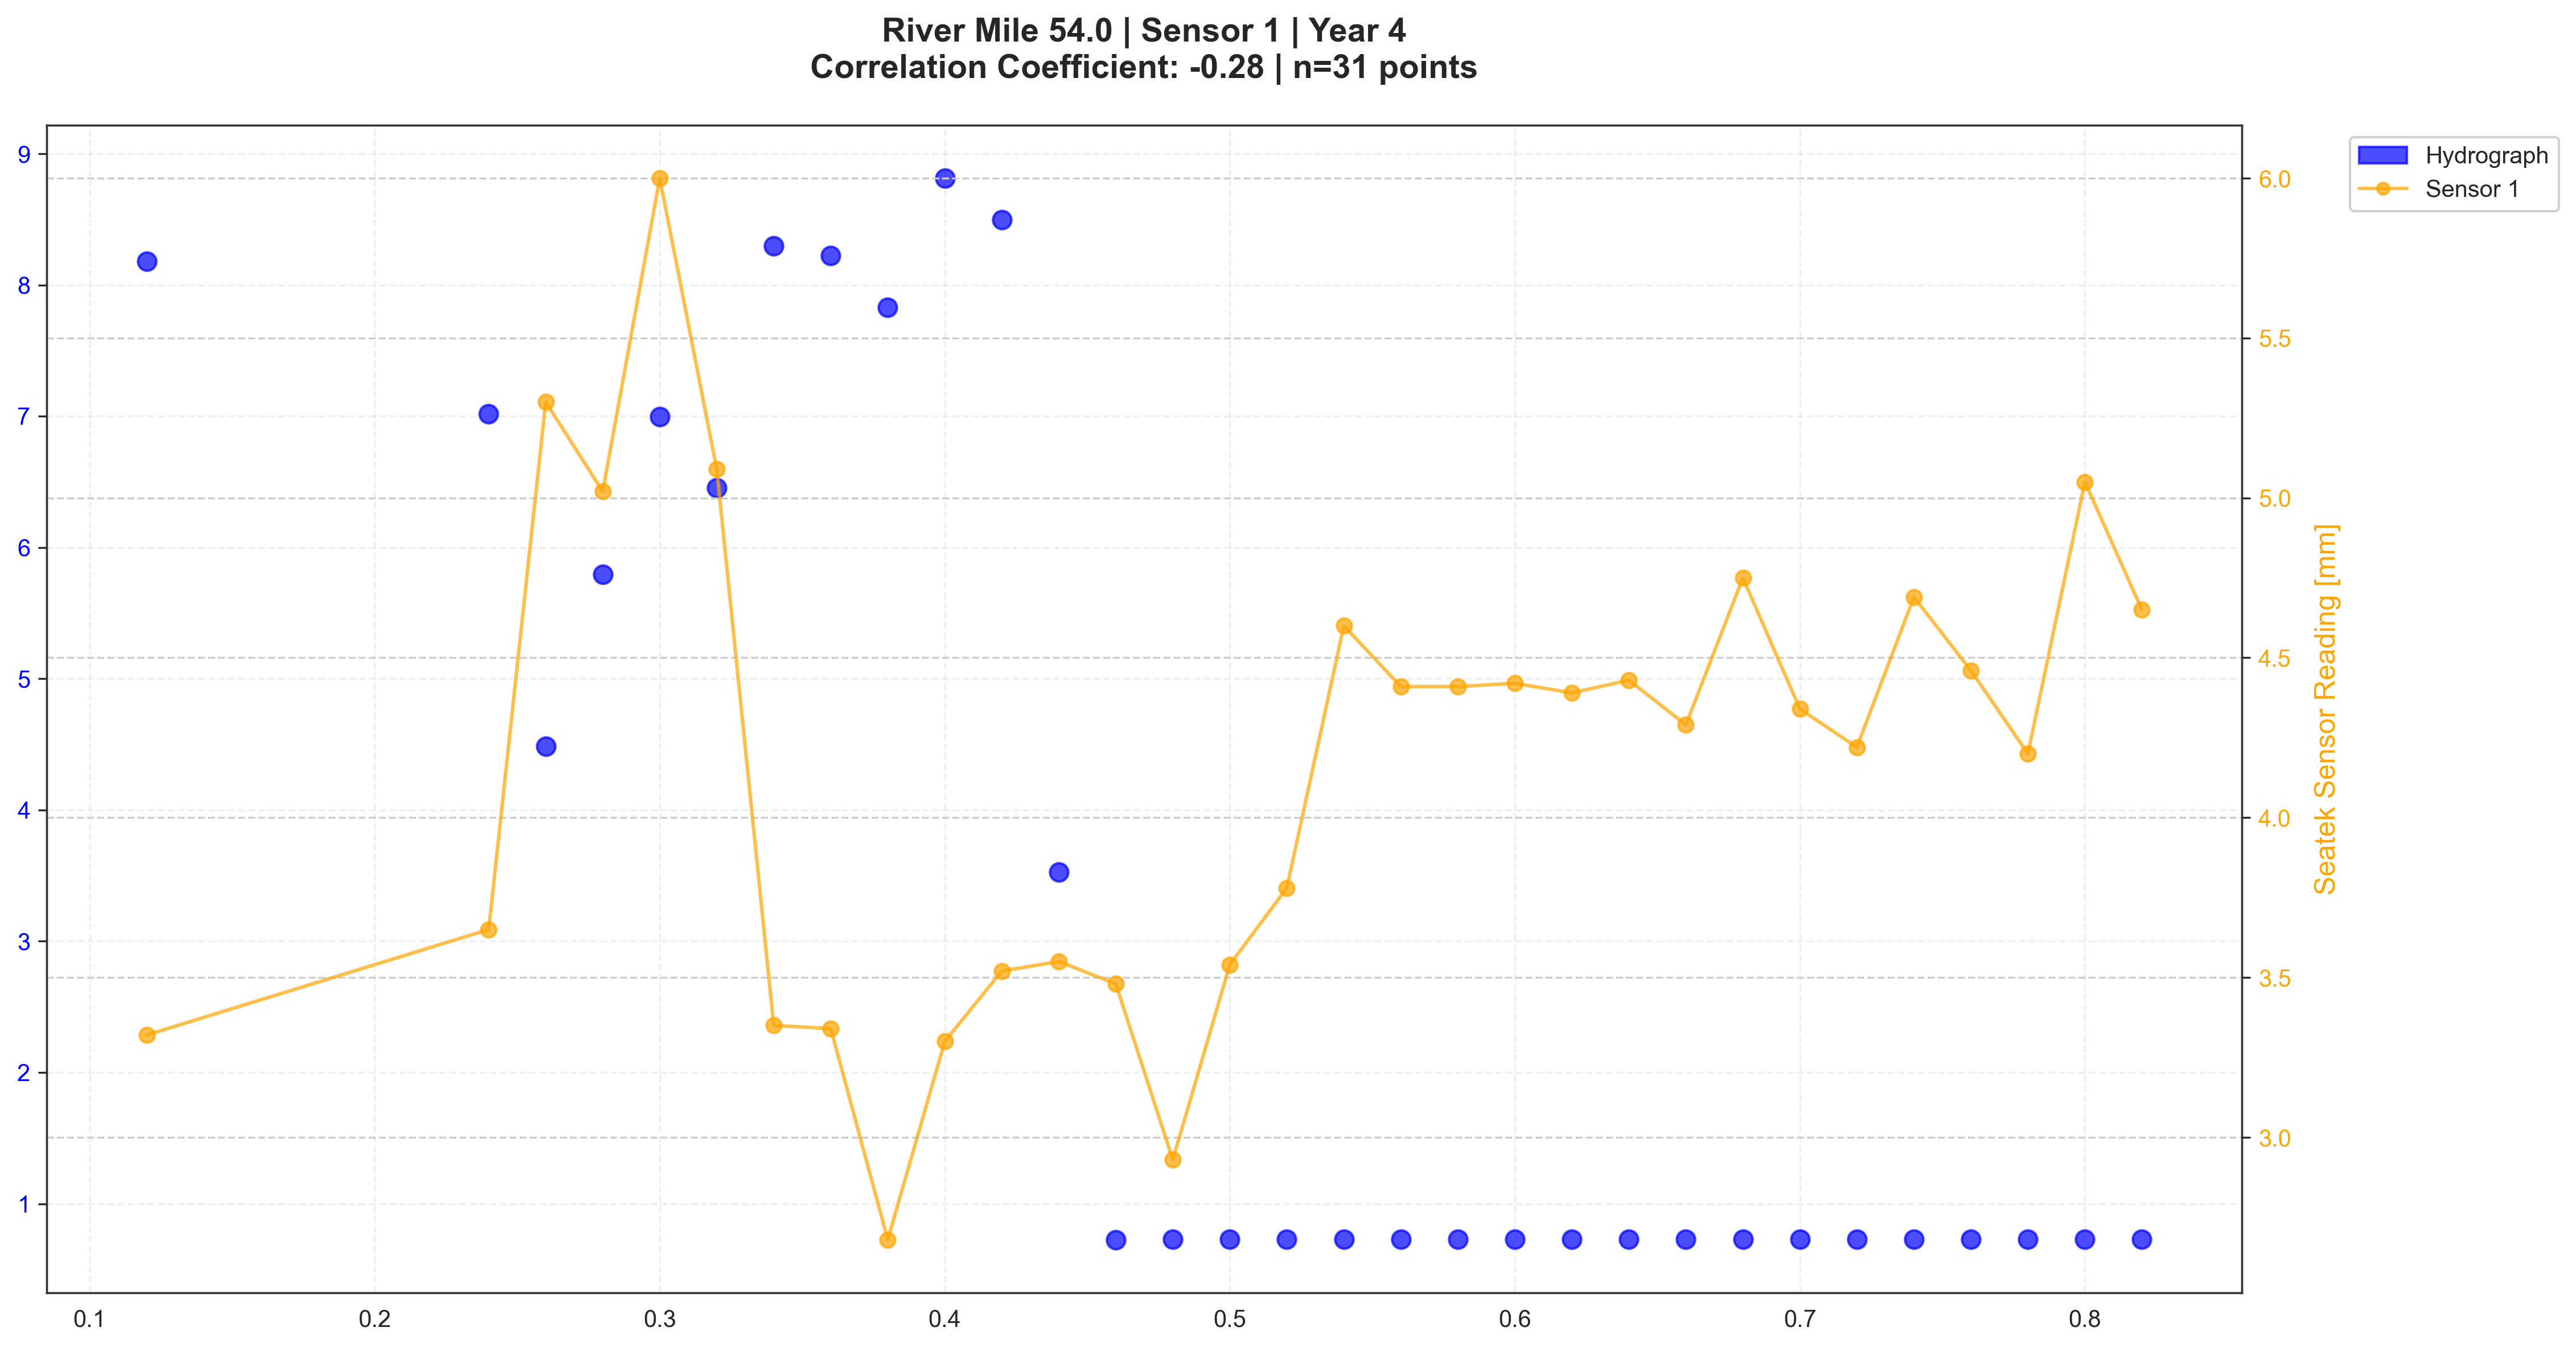 River Mile 54.0 | Sensor 1 | Year 4
Correlation Coefficient: -0.28 | n=31 points
9
8
7
6
5
4
3
2
1
6.0
5.5
5.0
4.5
4.0
3.5
3.0
Seatek Sensor Reading [mm]
Hydrograph
Sensor 1
0.1 0.2 0.3 0.4 0.5 0.6 0.7 0.8